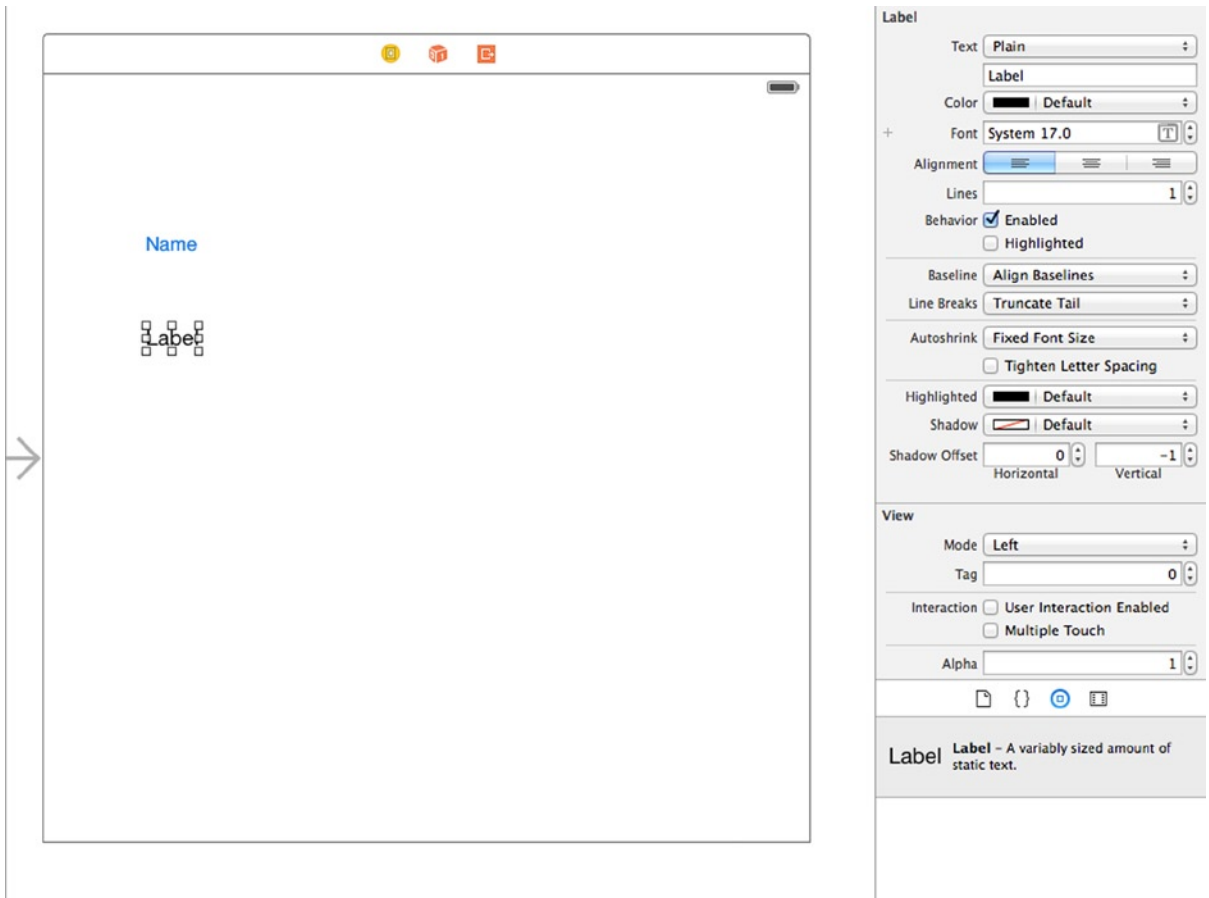 Name
Label
Label
Text Plain
Label
Color Default
+ Font System 17.0 T
Alignment
Lines 1
Behavior Enabled
Highlighted
Baseline Align Baselines
Line Breaks Truncate Tail
Autoshrink Fixed Font Size
Tighten Letter Spacing
Highlighted Default
Shadow Default
Shadow Offset 0 -1
Horizontal Vertical
View
Mode Left
Tag 0
Interaction User Interaction Enabled
Multiple Touch
Alpha 1
{}
Label Label – A variably sized amount of
static text.